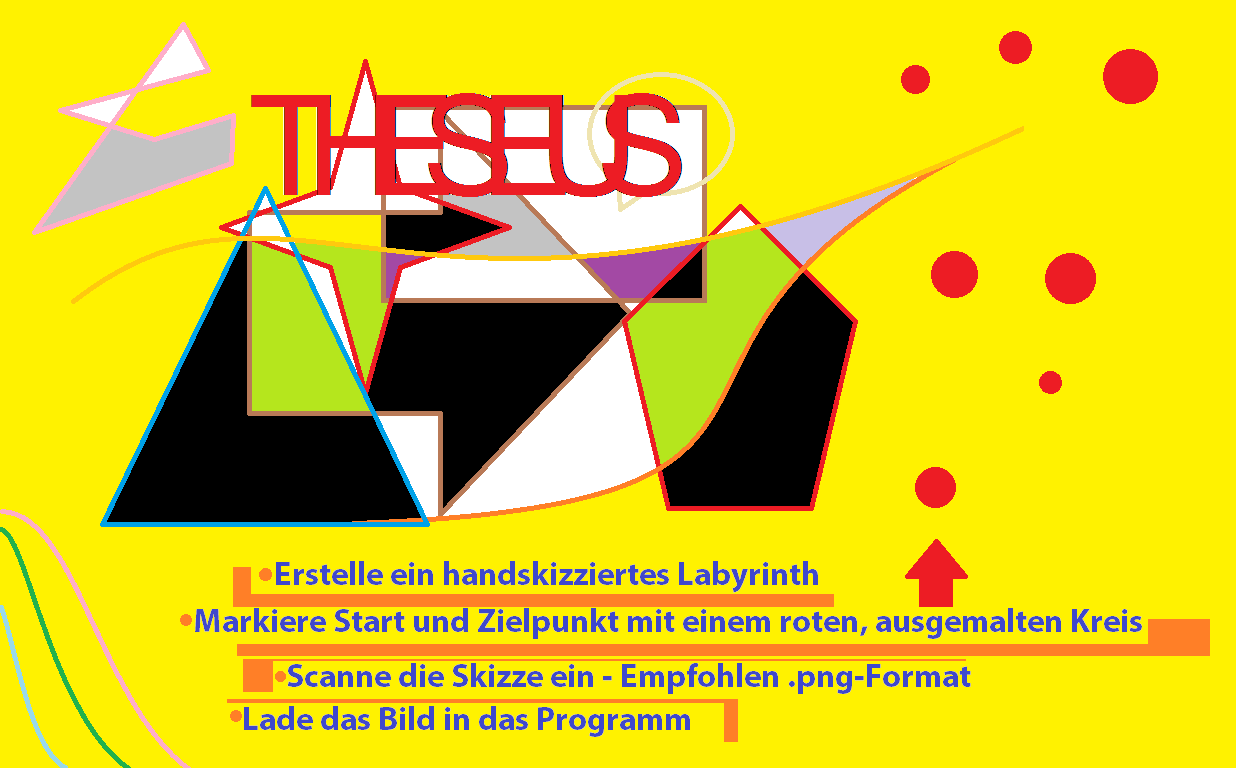 THESEUS
•Erstelle ein handskizziertes Labyrinth
•Markiere Start und Zielpunkt mit einem roten, ausgemalten Kreis
•Scanne die Skizze ein - Empfohlen .png-Format
•Lade das Bild in das Programm